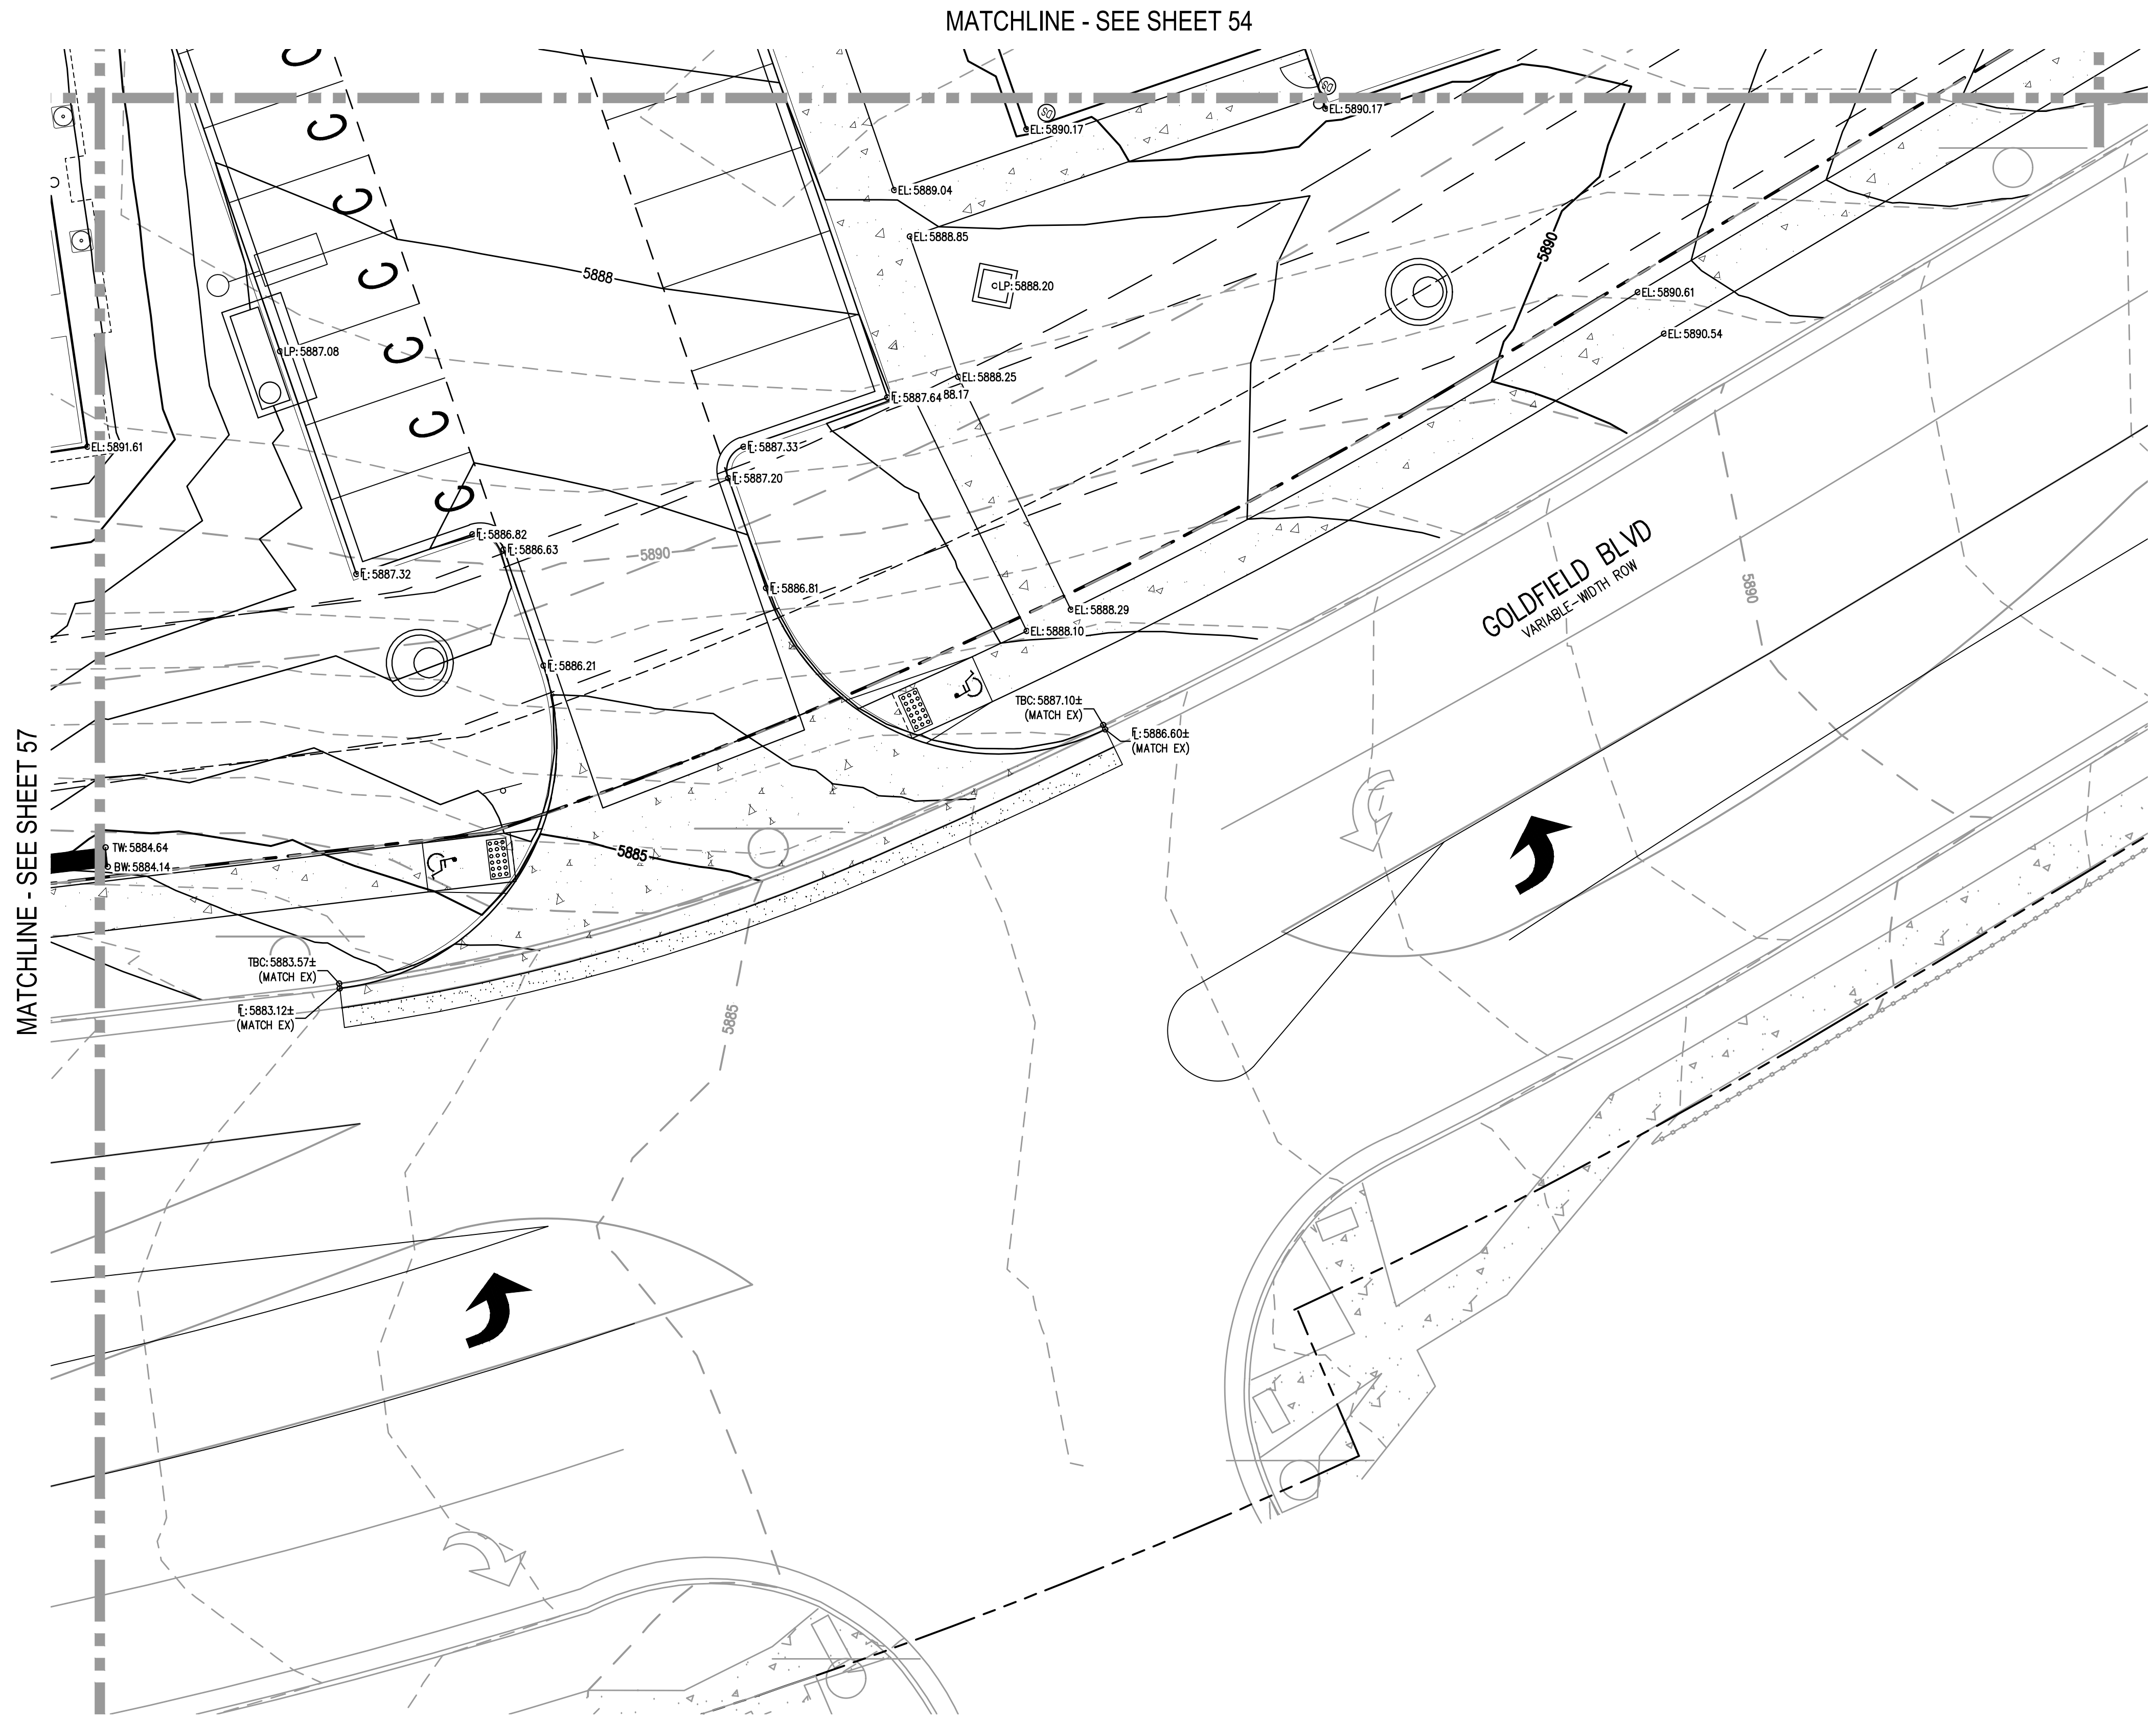 MATCHLINE - SEE SHEET 54
80
EL:5890.17
80
EL:5890.17
C
C
C
C
C
C
C
EL:5889.04
EL:5888.85
5888
LP:5888.20
5890
EL:5890.61
EL:5890.54
LP:5887.08
EL:5888.25
FL:5887.64
88.17
EL:5891.61
FL:5887.33
FL:5887.20
FL:5886.82
FL:5886.63
5890
FL:5887.32
FL:5886.81
5890
GOLDFIELD BLVD
VARIABLE-WIDTH ROW
EL:5888.29
EL:5888.10
FL:5886.21
TBC:5887.10±
(MATCH EX)
FL:5886.60±
(MATCH EX)
MATCHLINE - SEE SHEET 57
TW:5884.64
BW:5884.14
5885
TBC:5883.57±
(MATCH EX)
FL:5883.12±
(MATCH EX)
5885